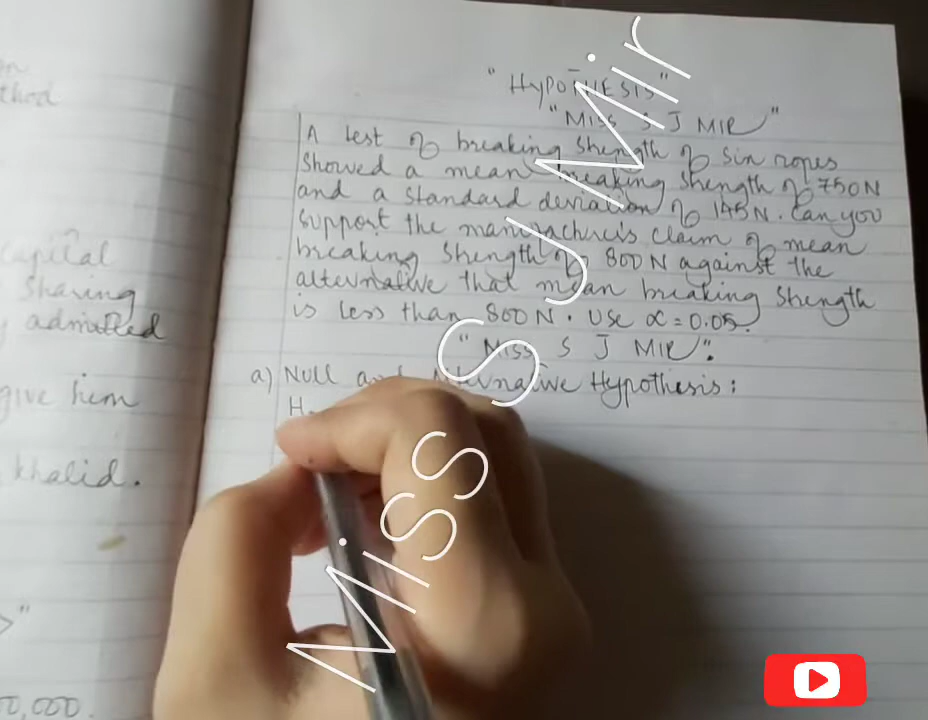 on
thod
capital
Sharing
admitted
give him
khalid.
"
00,000.
"HypoTHESIS"
"Miss S J MIR"
A test of breaking Strength of Six ropes
Showed a mean breaking Strength of 750N
and a Standard deviation of 145N. Can you
support the manufacturer's claim of mean
breaking Strength of 800N against the
alternative that mean breaking Strength
is less than 800N. Use α = 0.05.
"Miss S J MIR".
a) Null and Alternative Hypothesis:
H
MiSS S J Mir